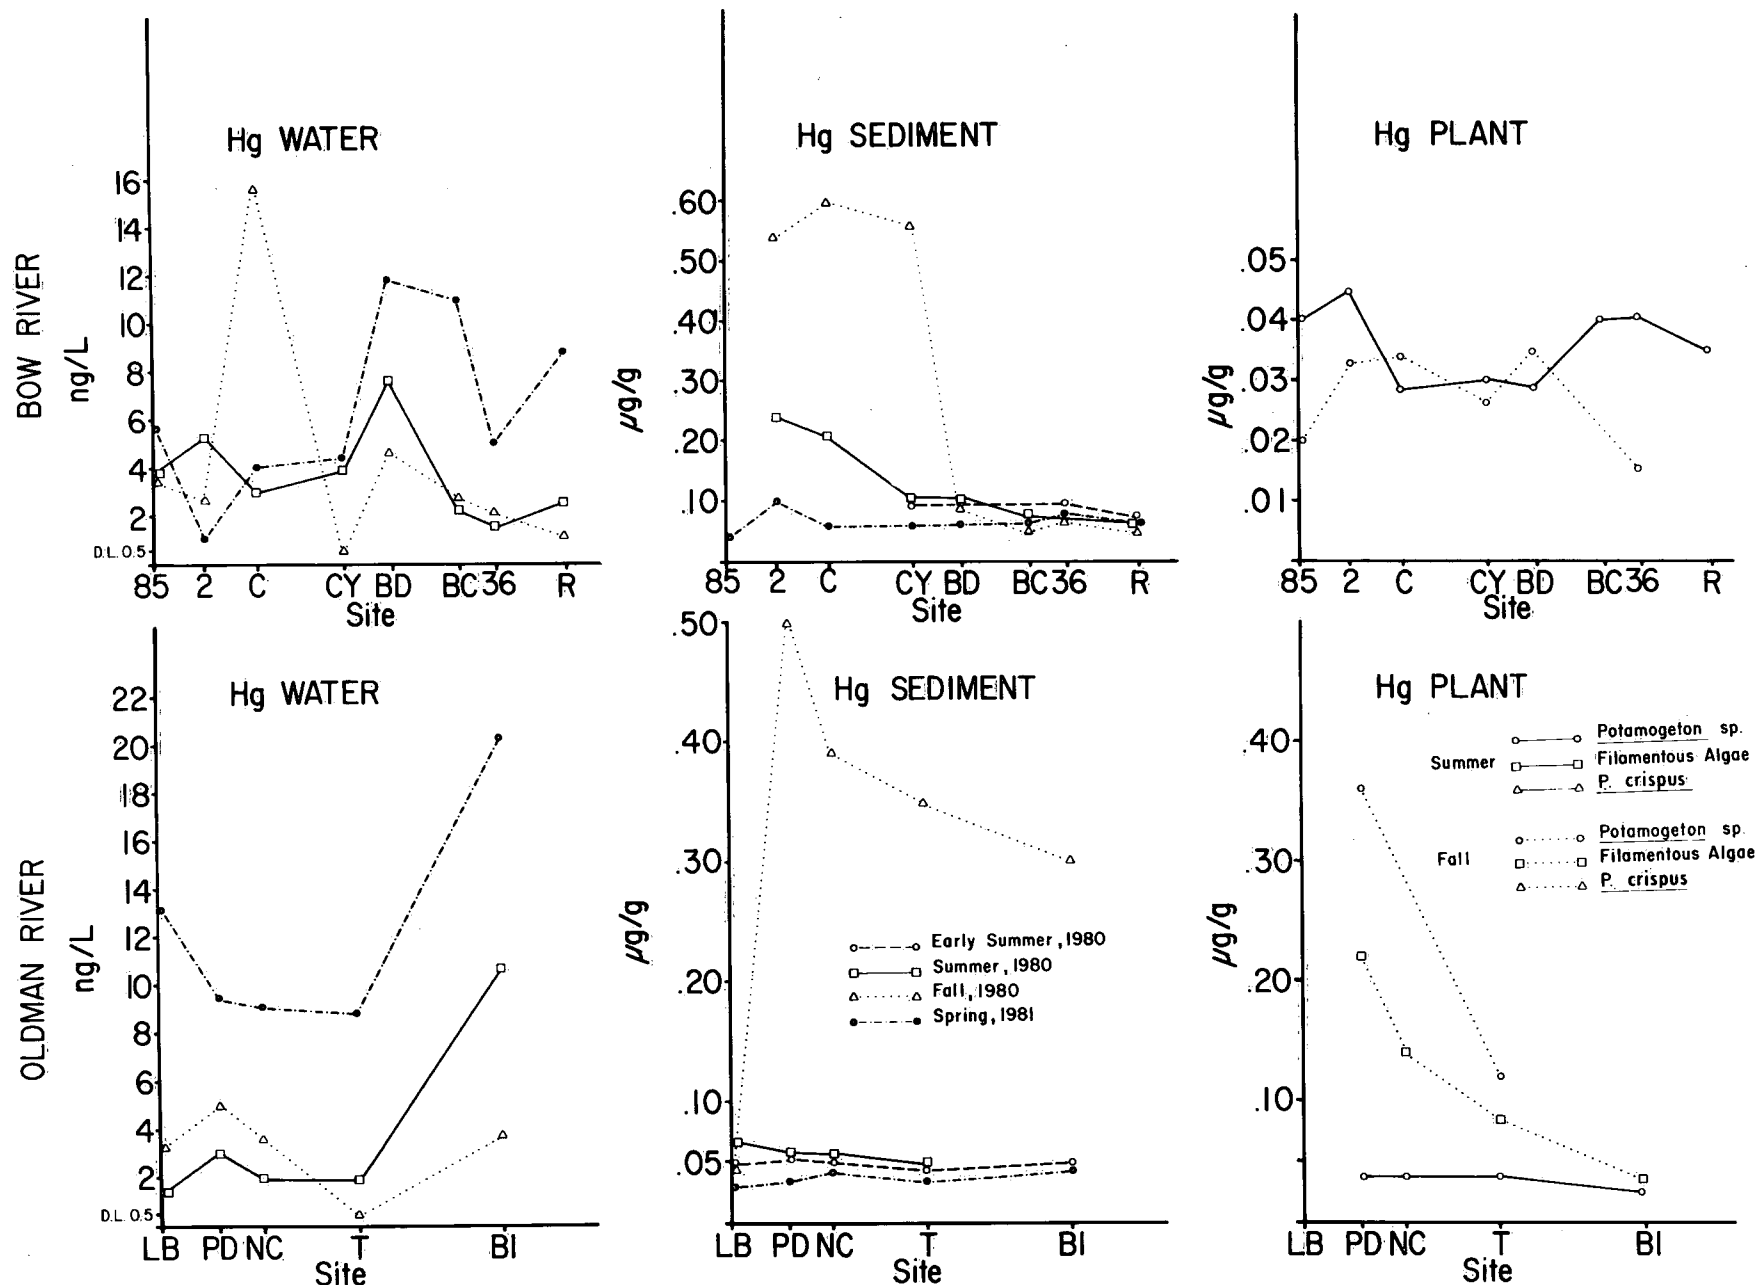 BOW RIVER
Hg WATER
ng/L
16
14
12
10
8
6
4
2
D.L. 0.5
85 2 C CY BD BC 36 R
Site
Hg SEDIMENT
µg/g
.60
.50
.40
.30
.20
.10
85 2 C CY BD BC 36 R
Site
Hg PLANT
µg/g
.05
.04
.03
.02
.01
85 2 C CY BD BC 36 R
Site
OLDMAN RIVER
Hg WATER
ng/L
22
20
18
16
14
12
10
8
6
4
2
D.L. 0.5
LB PD NC T BI
Site
Hg SEDIMENT
µg/g
.50
.40
.30
.20
.10
.05
Early Summer, 1980
Summer, 1980
Fall, 1980
Spring, 1981
LB PD NC T BI
Site
Hg PLANT
µg/g
.40
.30
.20
.10
Summer
Potamogeton sp.
Filamentous Algae
P. crispus
Fall
Potamogeton sp.
Filamentous Algae
P. crispus
LB PD NC T BI
Site